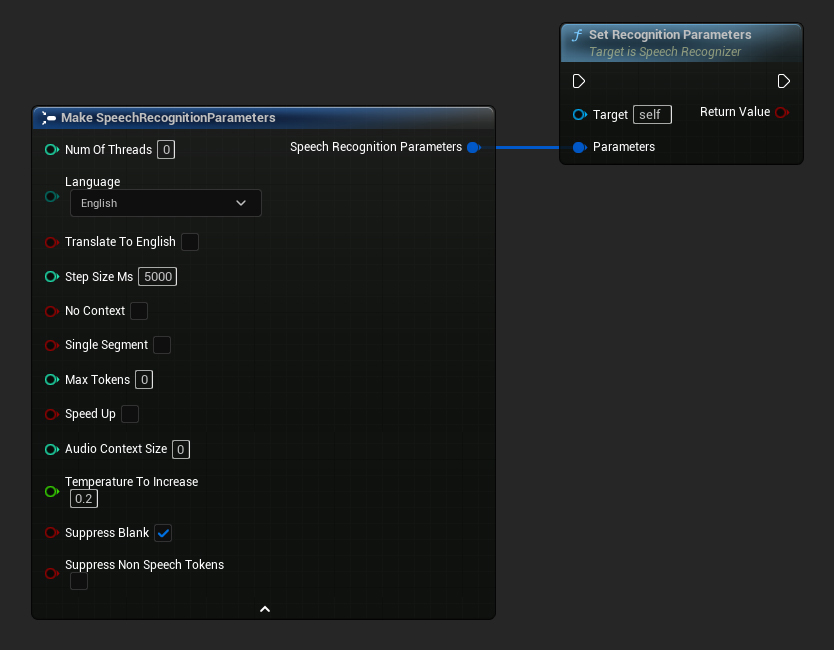 Set Recognition Parameters
Target is Speech Recognizer
Target self
Return Value
Parameters
Make SpeechRecognitionParameters
Num Of Threads 0
Speech Recognition Parameters
Language
English
Translate To English
Step Size Ms 5000
No Context
Single Segment
Max Tokens 0
Speed Up
Audio Context Size 0
Temperature To Increase
0.2
Suppress Blank
Suppress Non Speech Tokens